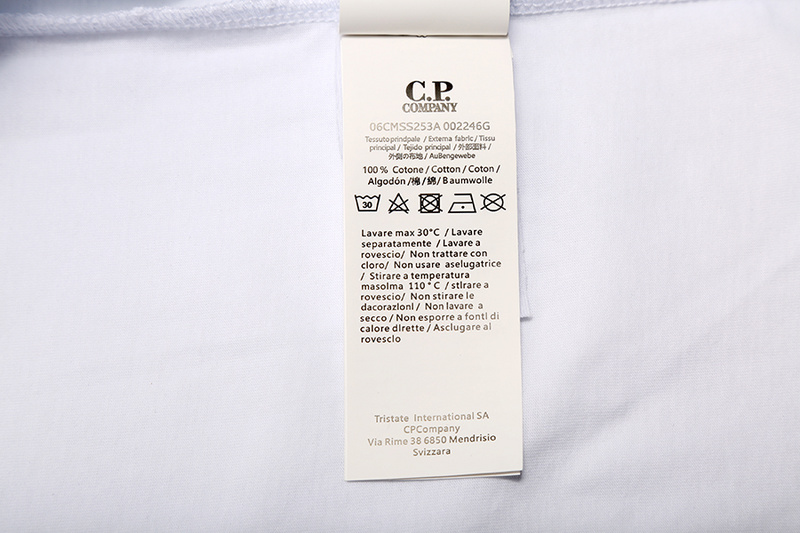 C.P.
COMPANY
06CMSS253A 002246G
Tessuto prindpale / Extema fabric / Tissu
principal / Tejido principal / 外部面料 /
外側の布地 / AuBengewebe
100 % Cotone / Cotton / Coton /
Algodón /棉/ 綿/ Baumwolle
30
Lavare max 30°C / Lavare
separatamente / Lavare a
rovescio/ Non trattare con
cloro/ Non usare aselugatrice
/ Stirare a temperatura
masolma 110 ° C / stlrare a
rovescio/ Non stirare le
dacorazlonl / Non lavare a
secco / Non esporre a fontl di
calore dlrette / Asclugare al
rovesclo
Tristate International SA
CPCompany
Via Rime 38 6850 Mendrisio
Svizzara